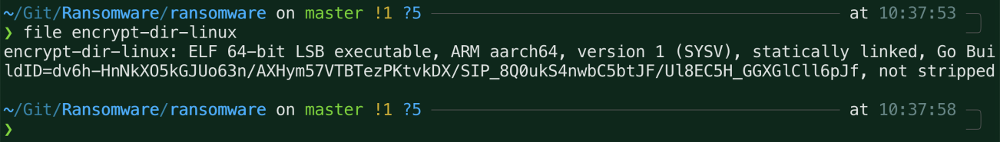 ~/Git/Ransomware/ransomware on master !1 ?5 at 10:37:53
❯ file encrypt-dir-linux
encrypt-dir-linux: ELF 64-bit LSB executable, ARM aarch64, version 1 (SYSV), statically linked, Go Bui
ldID=dv6h-HnNkXO5kGJUo63n/AXHym57VTBTezPKtvkDX/SIP_8Q0ukS4nwbC5btJF/Ul8EC5H_GGXGlCll6pJf, not stripped
~/Git/Ransomware/ransomware on master !1 ?5 at 10:37:58
❯